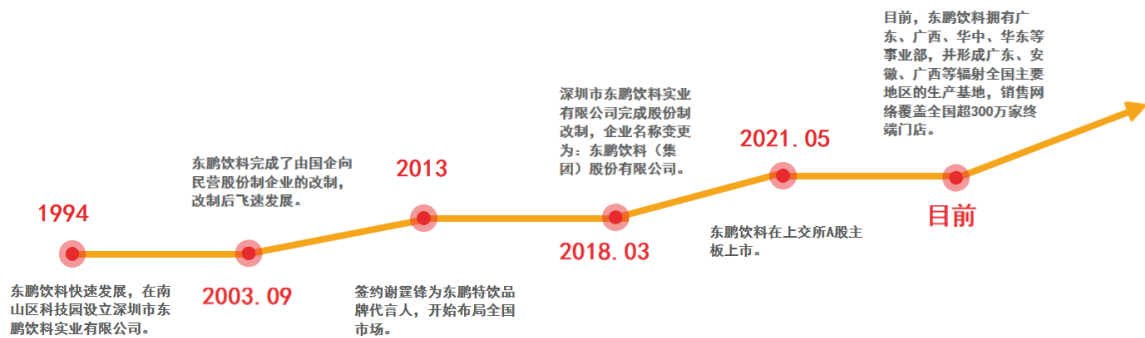 1994
东鹏饮料快速发展，在南
山区科技园设立深圳市东
鹏饮料实业有限公司。
东鹏饮料完成了由国企向
民营股份制企业的改制，
改制后飞速发展。
2003.09
2013
签约谢霆锋为东鹏特饮品
牌代言人，开始布局全国
市场。
深圳市东鹏饮料实业
有限公司完成股份制
改制，企业名称变更
为：东鹏饮料（集
团）股份有限公司。
2018.03
2021.05
东鹏饮料在上交所A股主
板上市。
目前，东鹏饮料拥有广
东、广西、华中、华东等
事业部，并形成广东、安
徽、广西等辐射全国主要
地区的生产基地，销售网
络覆盖全国超300万家终
端门店。
目前